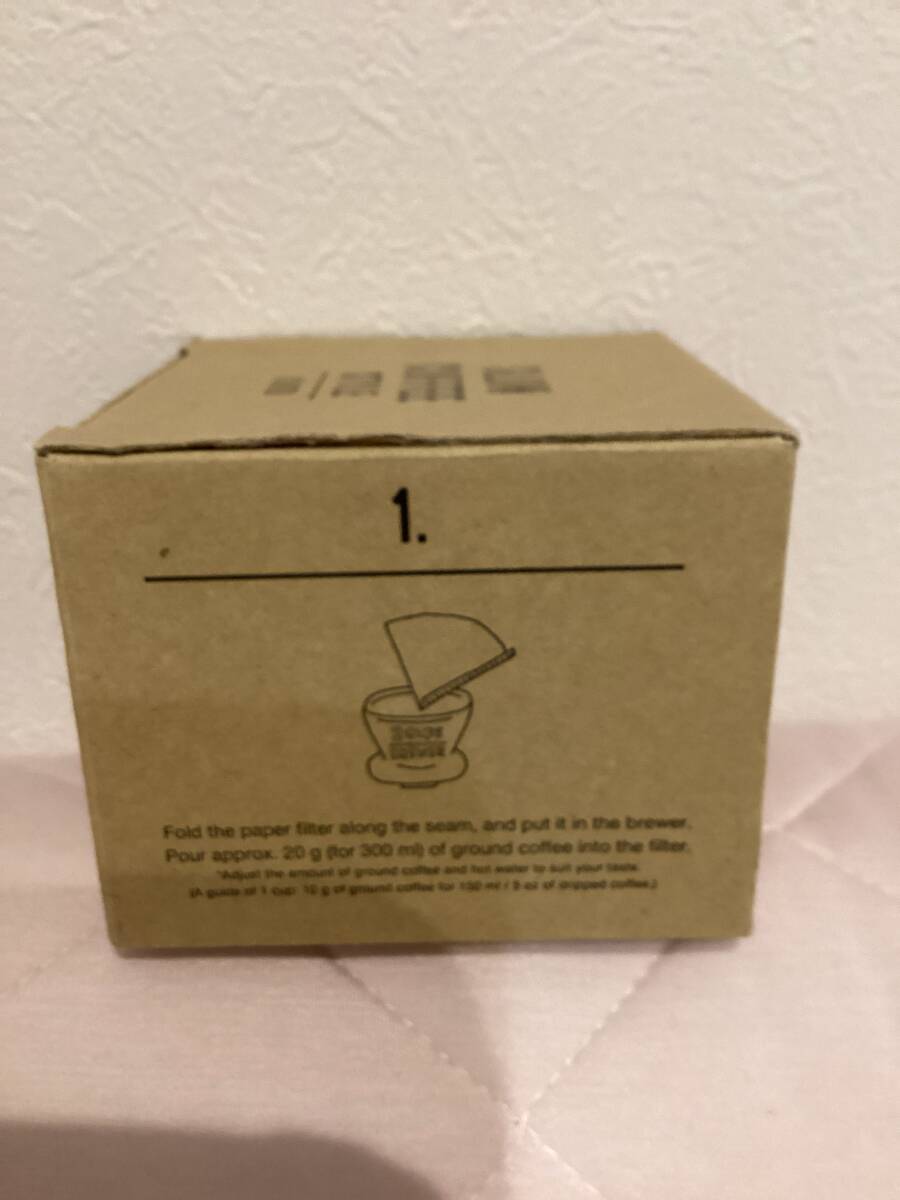 1.
Fold the paper filter along the seam, and put it in the brewer.
Pour approx. 20 g (for 300 ml) of ground coffee into the filter.
*Adjust the amount of ground coffee and hot water to suit your taste.
(A guide of 1 cup: 10 g of ground coffee for 150 ml / 5 oz of dripped coffee.)